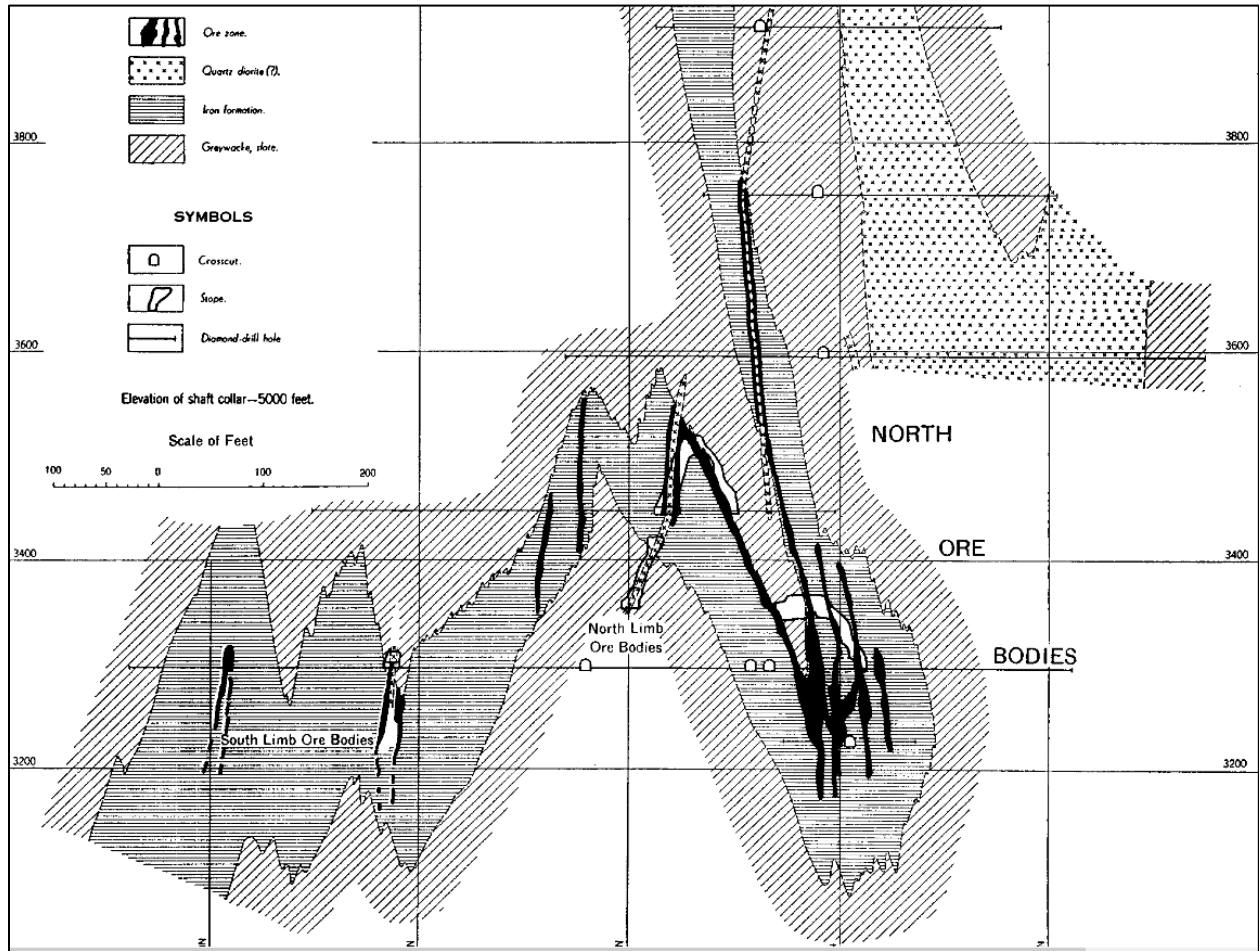 Ore zone.
Quartz diorite (?).
Iron formation.
Greywacke, slate.
3800
3800
SYMBOLS
Crosscut.
Stope.
Diamond-drill hole
3600
Elevation of shaft collar—5000 feet.
Scale of Feet
100 50 0 100 200
NORTH
3400
ORE
3400
North Limb
Ore Bodies
BODIES
South Limb Ore Bodies
3200
3200
N
N
N